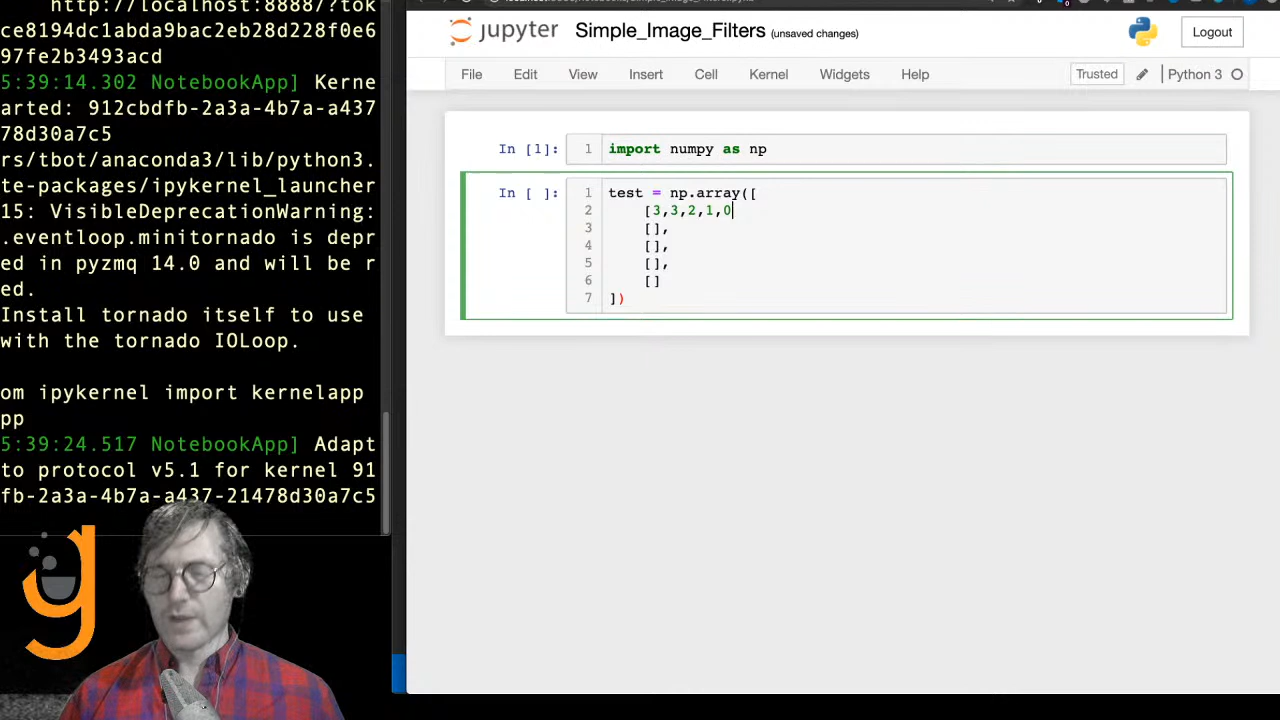 http://localhost:8888/?tok
ce8194dc1abda9bac2eb28d228f0e6
97fe2b3493acd
5:39:14.302 NotebookApp] Kerne
arted: 912cbdfb-2a3a-4b7a-a437
78d30a7c5
rs/tbot/anaconda3/lib/python3.
te-packages/ipykernel_launcher
15: VisibleDeprecationWarning:
.eventloop.minitornado is depr
ed in pyzmq 14.0 and will be r
ed.
Install tornado itself to use
with the tornado IOLoop.
om ipykernel import kernelapp
pp
5:39:24.517 NotebookApp] Adapt
to protocol v5.1 for kernel 91
fb-2a3a-4b7a-a437-21478d30a7c5
jupyter Simple_Image_Filters (unsaved changes) Logout
File Edit View Insert Cell Kernel Widgets Help Trusted Python 3
In [1]: 1 import numpy as np
In [ ]: 1 test = np.array([
2 [3,3,2,1,0
3 [],
4 [],
5 [],
6 []
7 ])